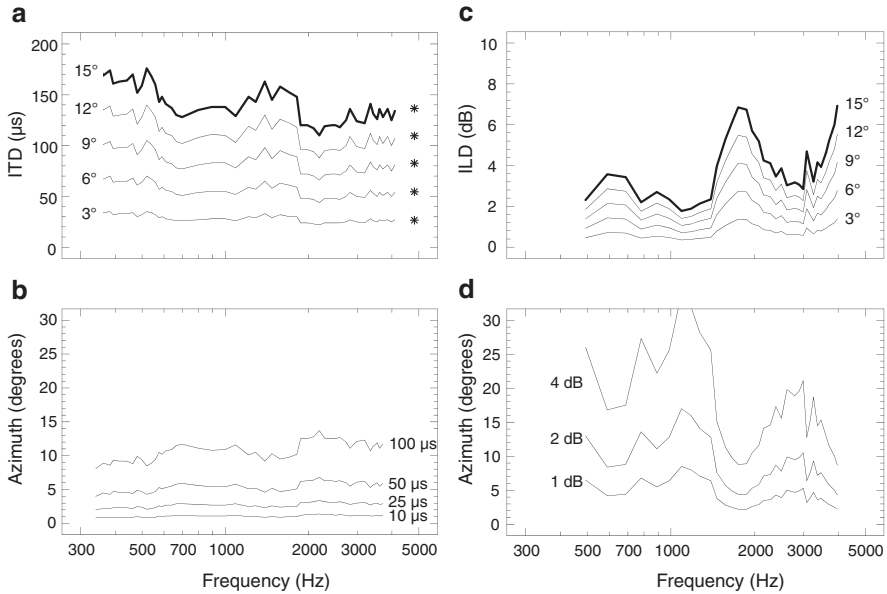 a
200
150
100
50
0
ITD (μs)
15°
12°
9°
6°
3°
*
*
*
*
*
c
10
8
6
4
2
0
ILD (dB)
15°
12°
9°
6°
3°
b
30
25
20
15
10
5
0
Azimuth (degrees)
100 μs
50 μs
25 μs
10 μs
300 500 700 1000 2000 3000 5000
Frequency (Hz)
d
30
25
20
15
10
5
0
Azimuth (degrees)
4 dB
2 dB
1 dB
300 500 700 1000 2000 3000 5000
Frequency (Hz)